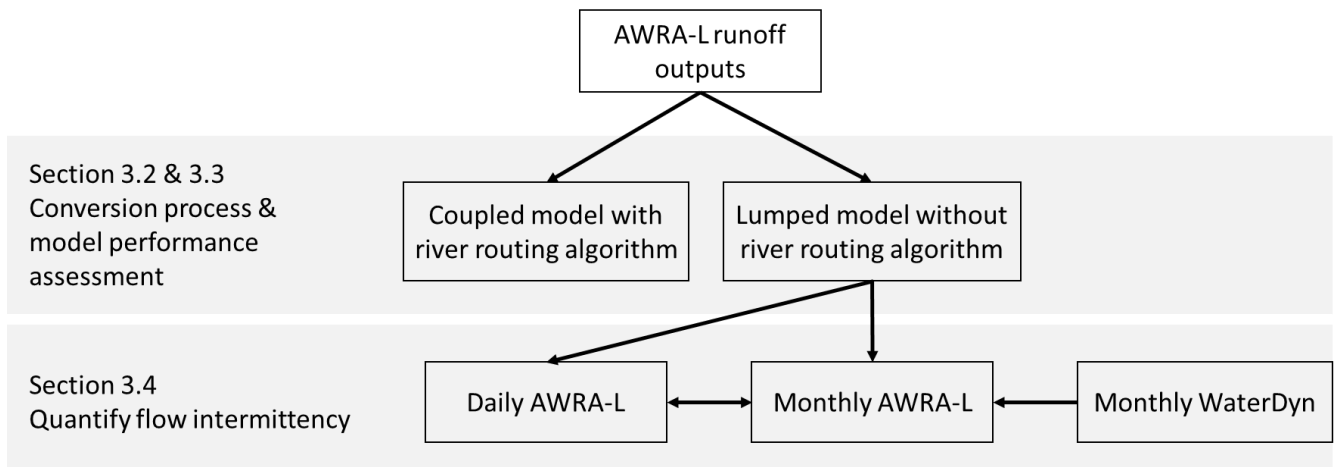 AWRA-L runoff
outputs
Section 3.2 & 3.3
Conversion process &
model performance
assessment
Coupled model with
river routing algorithm
Lumped model without
river routing algorithm
Section 3.4
Quantify flow intermittency
Daily AWRA-L
Monthly AWRA-L
Monthly WaterDyn